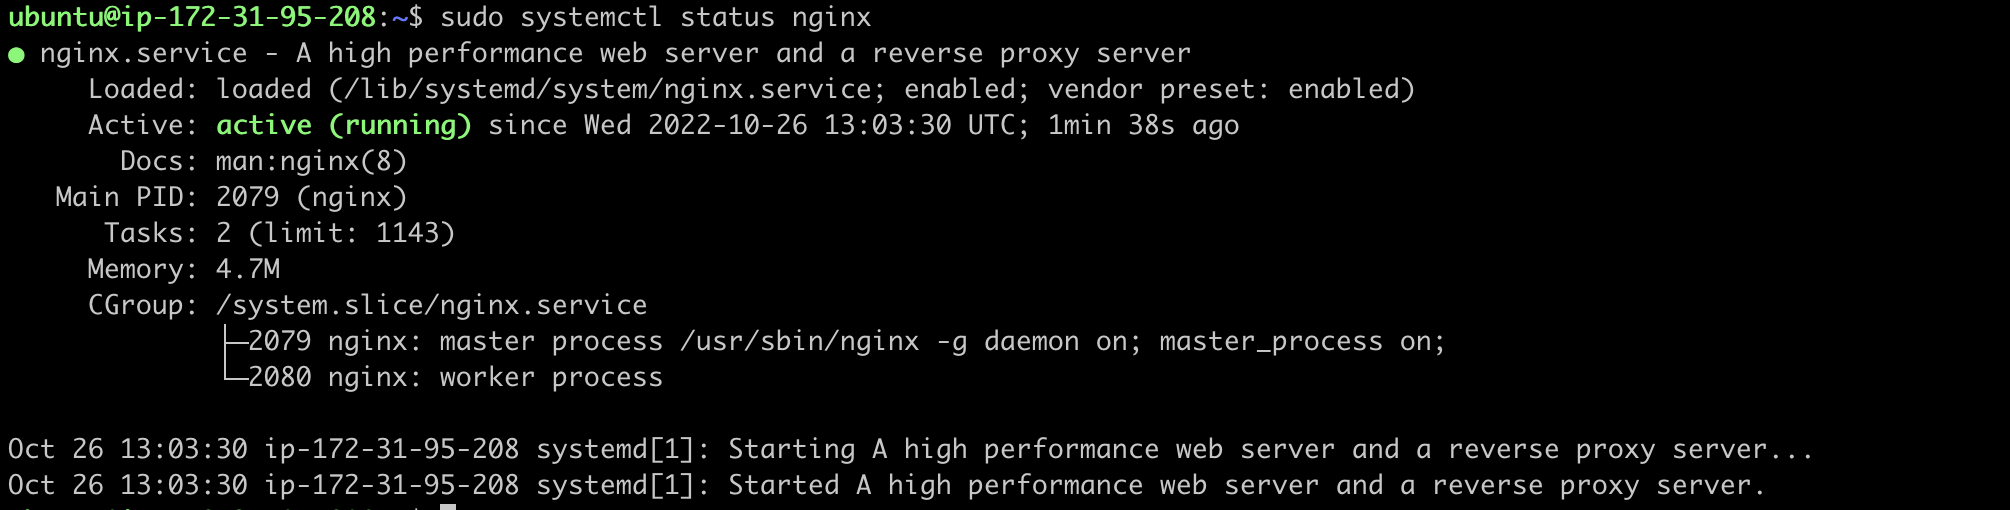 ubuntu@ip-172-31-95-208:~$ sudo systemctl status nginx
● nginx.service - A high performance web server and a reverse proxy server
     Loaded: loaded (/lib/systemd/system/nginx.service; enabled; vendor preset: enabled)
     Active: active (running) since Wed 2022-10-26 13:03:30 UTC; 1min 38s ago
       Docs: man:nginx(8)
   Main PID: 2079 (nginx)
      Tasks: 2 (limit: 1143)
     Memory: 4.7M
     CGroup: /system.slice/nginx.service
             ├─2079 nginx: master process /usr/sbin/nginx -g daemon on; master_process on;
             └─2080 nginx: worker process

Oct 26 13:03:30 ip-172-31-95-208 systemd[1]: Starting A high performance web server and a reverse proxy server...
Oct 26 13:03:30 ip-172-31-95-208 systemd[1]: Started A high performance web server and a reverse proxy server.